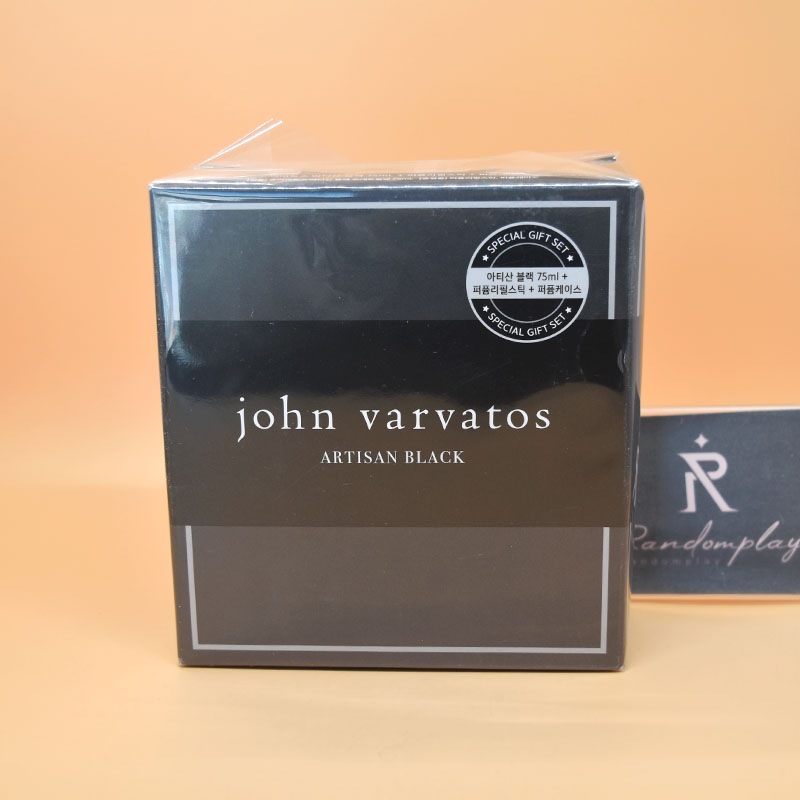 SPECIAL GIFT SET
아티산 블랙 75ml +
퍼퓸리필스틱 + 퍼퓸케이스
SPECIAL GIFT SET
john varvatos
ARTISAN BLACK
R
Randomplay
randomplay